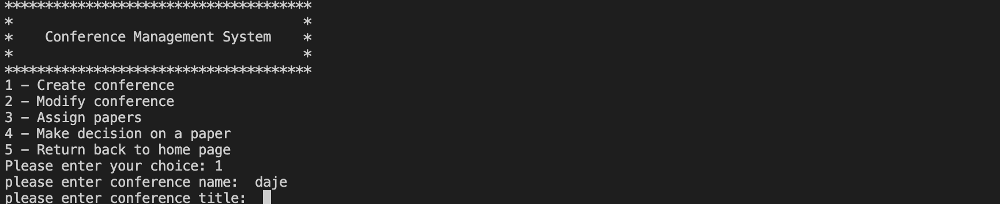 **************************************
*                                    *
*    Conference Management System    *
*                                    *
**************************************
1 - Create conference
2 - Modify conference
3 - Assign papers
4 - Make decision on a paper
5 - Return back to home page
Please enter your choice: 1
please enter conference name:  daje
please enter conference title: